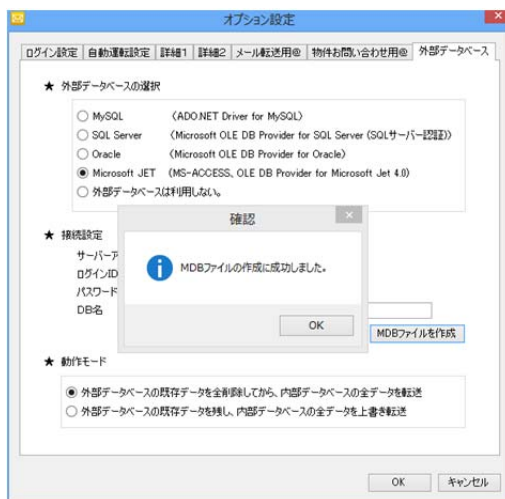 オプション設定
ログイン設定 自動運転設定 詳細1 詳細2 メール転送用@ 物件お問い合わせ用@ 外部データベース
★ 外部データベースの選択
MySQL (ADO.NET Driver for MySQL)
SQL Server (Microsoft OLE DB Provider for SQL Server (SQLサーバー認証))
Oracle (Microsoft OLE DB Provider for Oracle)
Microsoft JET (MS-ACCESS、OLE DB Provider for Microsoft Jet 4.0)
外部データベースは利用しない。
確認
★ 接続設定
サーバーア
MDBファイルの作成に成功しました。
ログインID
パスワード
DB名
OK
MDBファイルを作成
★ 動作モード
外部データベースの既存データを全削除してから、内部データベースの全データを転送
外部データベースの既存データを残し、内部データベースの全データを上書き転送
OK キャンセル